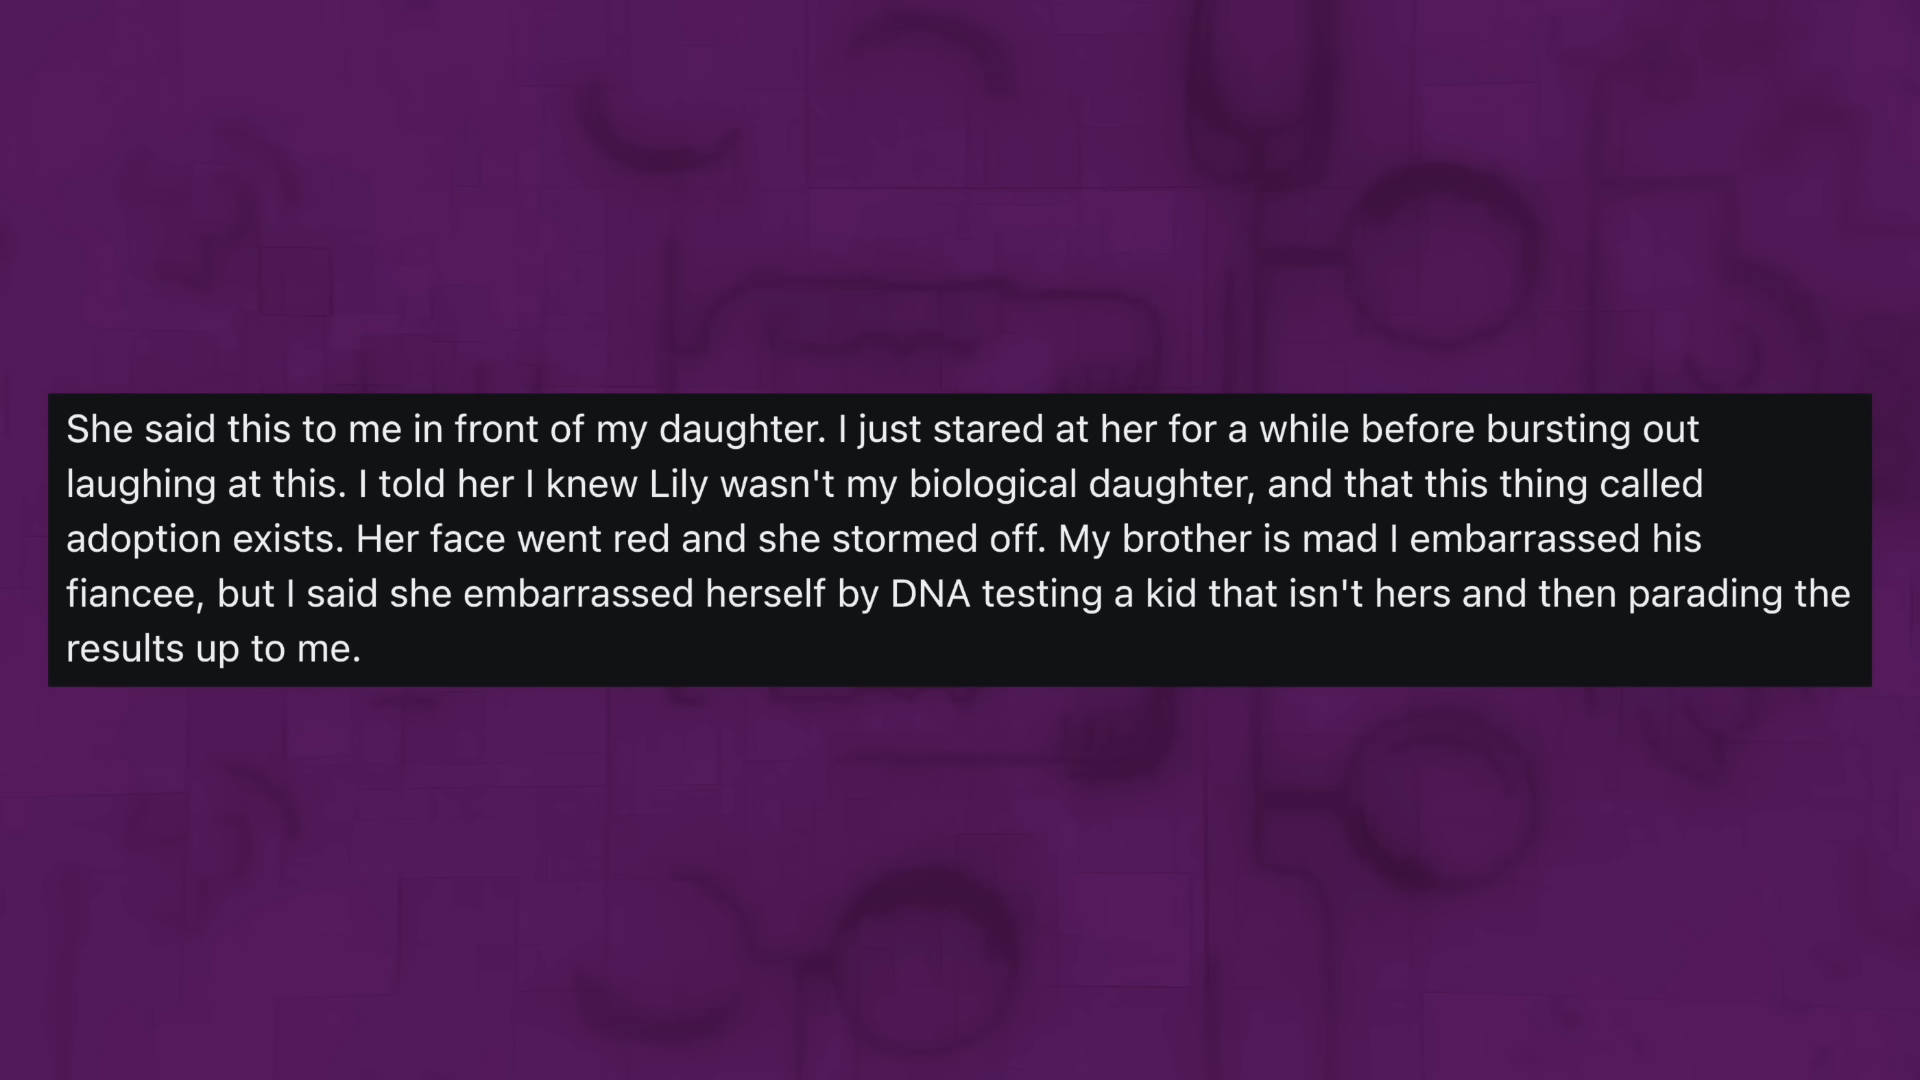 She said this to me in front of my daughter. I just stared at her for a while before bursting out
laughing at this. I told her I knew Lily wasn't my biological daughter, and that this thing called
adoption exists. Her face went red and she stormed off. My brother is mad I embarrassed his
fiancee, but I said she embarrassed herself by DNA testing a kid that isn't hers and then parading the
results up to me.